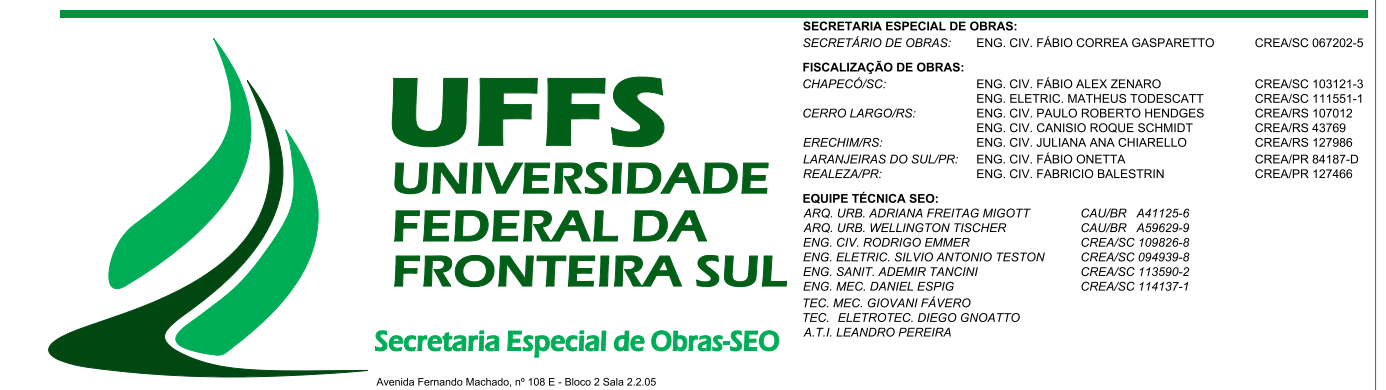 UFFS
UNIVERSIDADE
FEDERAL DA
FRONTEIRA SUL
Secretaria Especial de Obras-SEO
Avenida Fernando Machado, nº 108 E - Bloco 2 Sala 2.2.05
SECRETARIA ESPECIAL DE OBRAS:
SECRETÁRIO DE OBRAS: ENG. CIV. FÁBIO CORREA GASPARETTO CREA/SC 067202-5
FISCALIZAÇÃO DE OBRAS:
CHAPECÓ/SC: ENG. CIV. FÁBIO ALEX ZENARO CREA/SC 103121-3
ENG. ELETRIC. MATHEUS TODESCATT CREA/SC 111551-1
CERRO LARGO/RS: ENG. CIV. PAULO ROBERTO HENDGES CREA/RS 107012
ENG. CIV. CANISIO ROQUE SCHMIDT CREA/RS 43769
ERECHIM/RS: ENG. CIV. JULIANA ANA CHIARELLO CREA/RS 127986
LARANJEIRAS DO SUL/PR: ENG. CIV. FÁBIO ONETTA CREA/PR 84187-D
REALEZA/PR: ENG. CIV. FABRICIO BALESTRIN CREA/PR 127466
EQUIPE TÉCNICA SEO:
ARQ. URB. ADRIANA FREITAG MIGOTT CAU/BR A41125-6
ARQ. URB. WELLINGTON TISCHER CAU/BR A59629-9
ENG. CIV. RODRIGO EMMER CREA/SC 109826-8
ENG. ELETRIC. SILVIO ANTONIO TESTON CREA/SC 094939-8
ENG. SANIT. ADEMIR TANCINI CREA/SC 113590-2
ENG. MEC. DANIEL ESPIG CREA/SC 114137-1
TEC. MEC. GIOVANI FÁVERO
TEC. ELETROTEC. DIEGO GNOATTO
A.T.I. LEANDRO PEREIRA